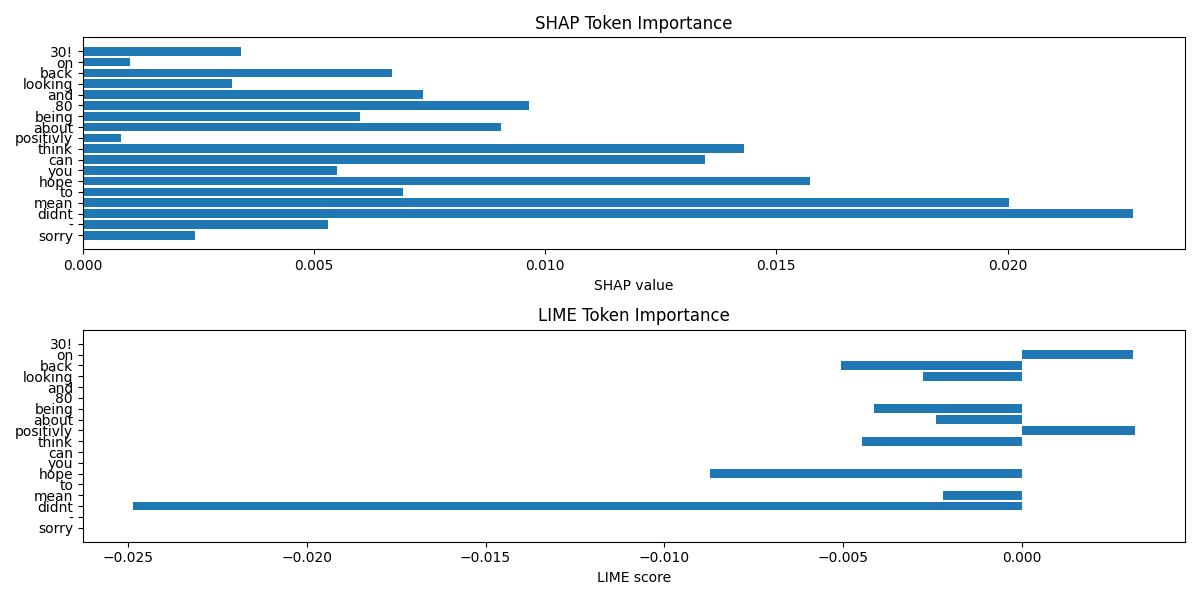 SHAP Token Importance
30!
on
back
looking
and
80
being
about
positivly
think
can
you
hope
to
mean
didnt
-
sorry
0.000 0.005 0.010 0.015 0.020
SHAP value
LIME Token Importance
30!
on
back
looking
and
80
being
about
positivly
think
can
you
hope
to
mean
didnt
-
sorry
−0.025 −0.020 −0.015 −0.010 −0.005 0.000
LIME score